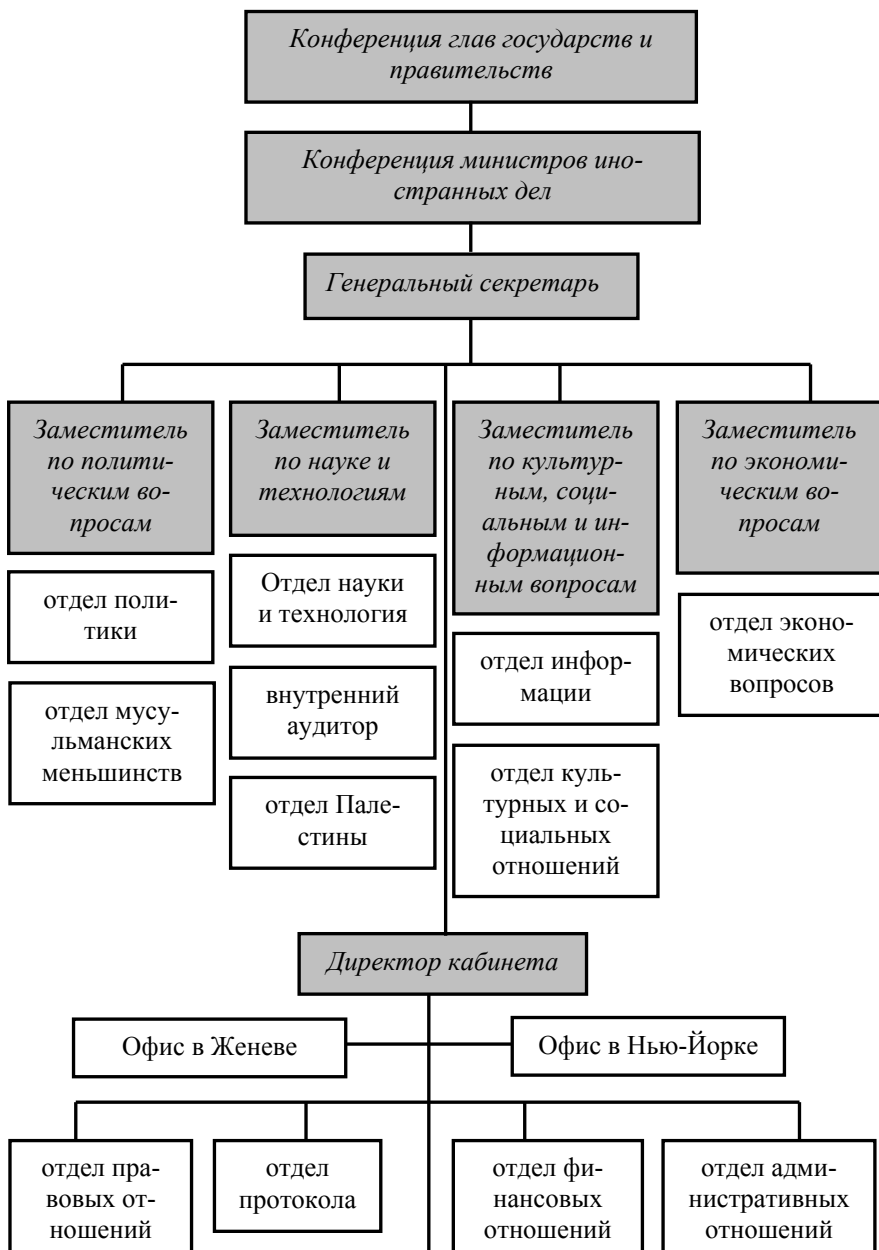 Конференция глав государств и
правительств
Конференция министров ино-
странных дел
Генеральный секретарь
Заместитель
по полити-
ческим во-
просам
Заместитель
по науке и
технологиям
Заместитель
по культур-
ным, соци-
альным и ин-
формацион-
ным вопросам
Заместитель
по экономи-
ческим во-
просам
отдел поли-
тики
отдел мусу-
льманских
меньшинств
Отдел науки
и технология
внутренний
аудитор
отдел Пале-
стины
отдел инфор-
мации
отдел куль-
турных и со-
циальных
отношений
отдел эконо-
мических
вопросов
Директор кабинета
Офис в Женеве
Офис в Нью-Йорке
отдел пра-
вовых от-
ношений
отдел
протокола
отдел фи-
нансовых
отношений
отдел адми-
нистративных
отношений